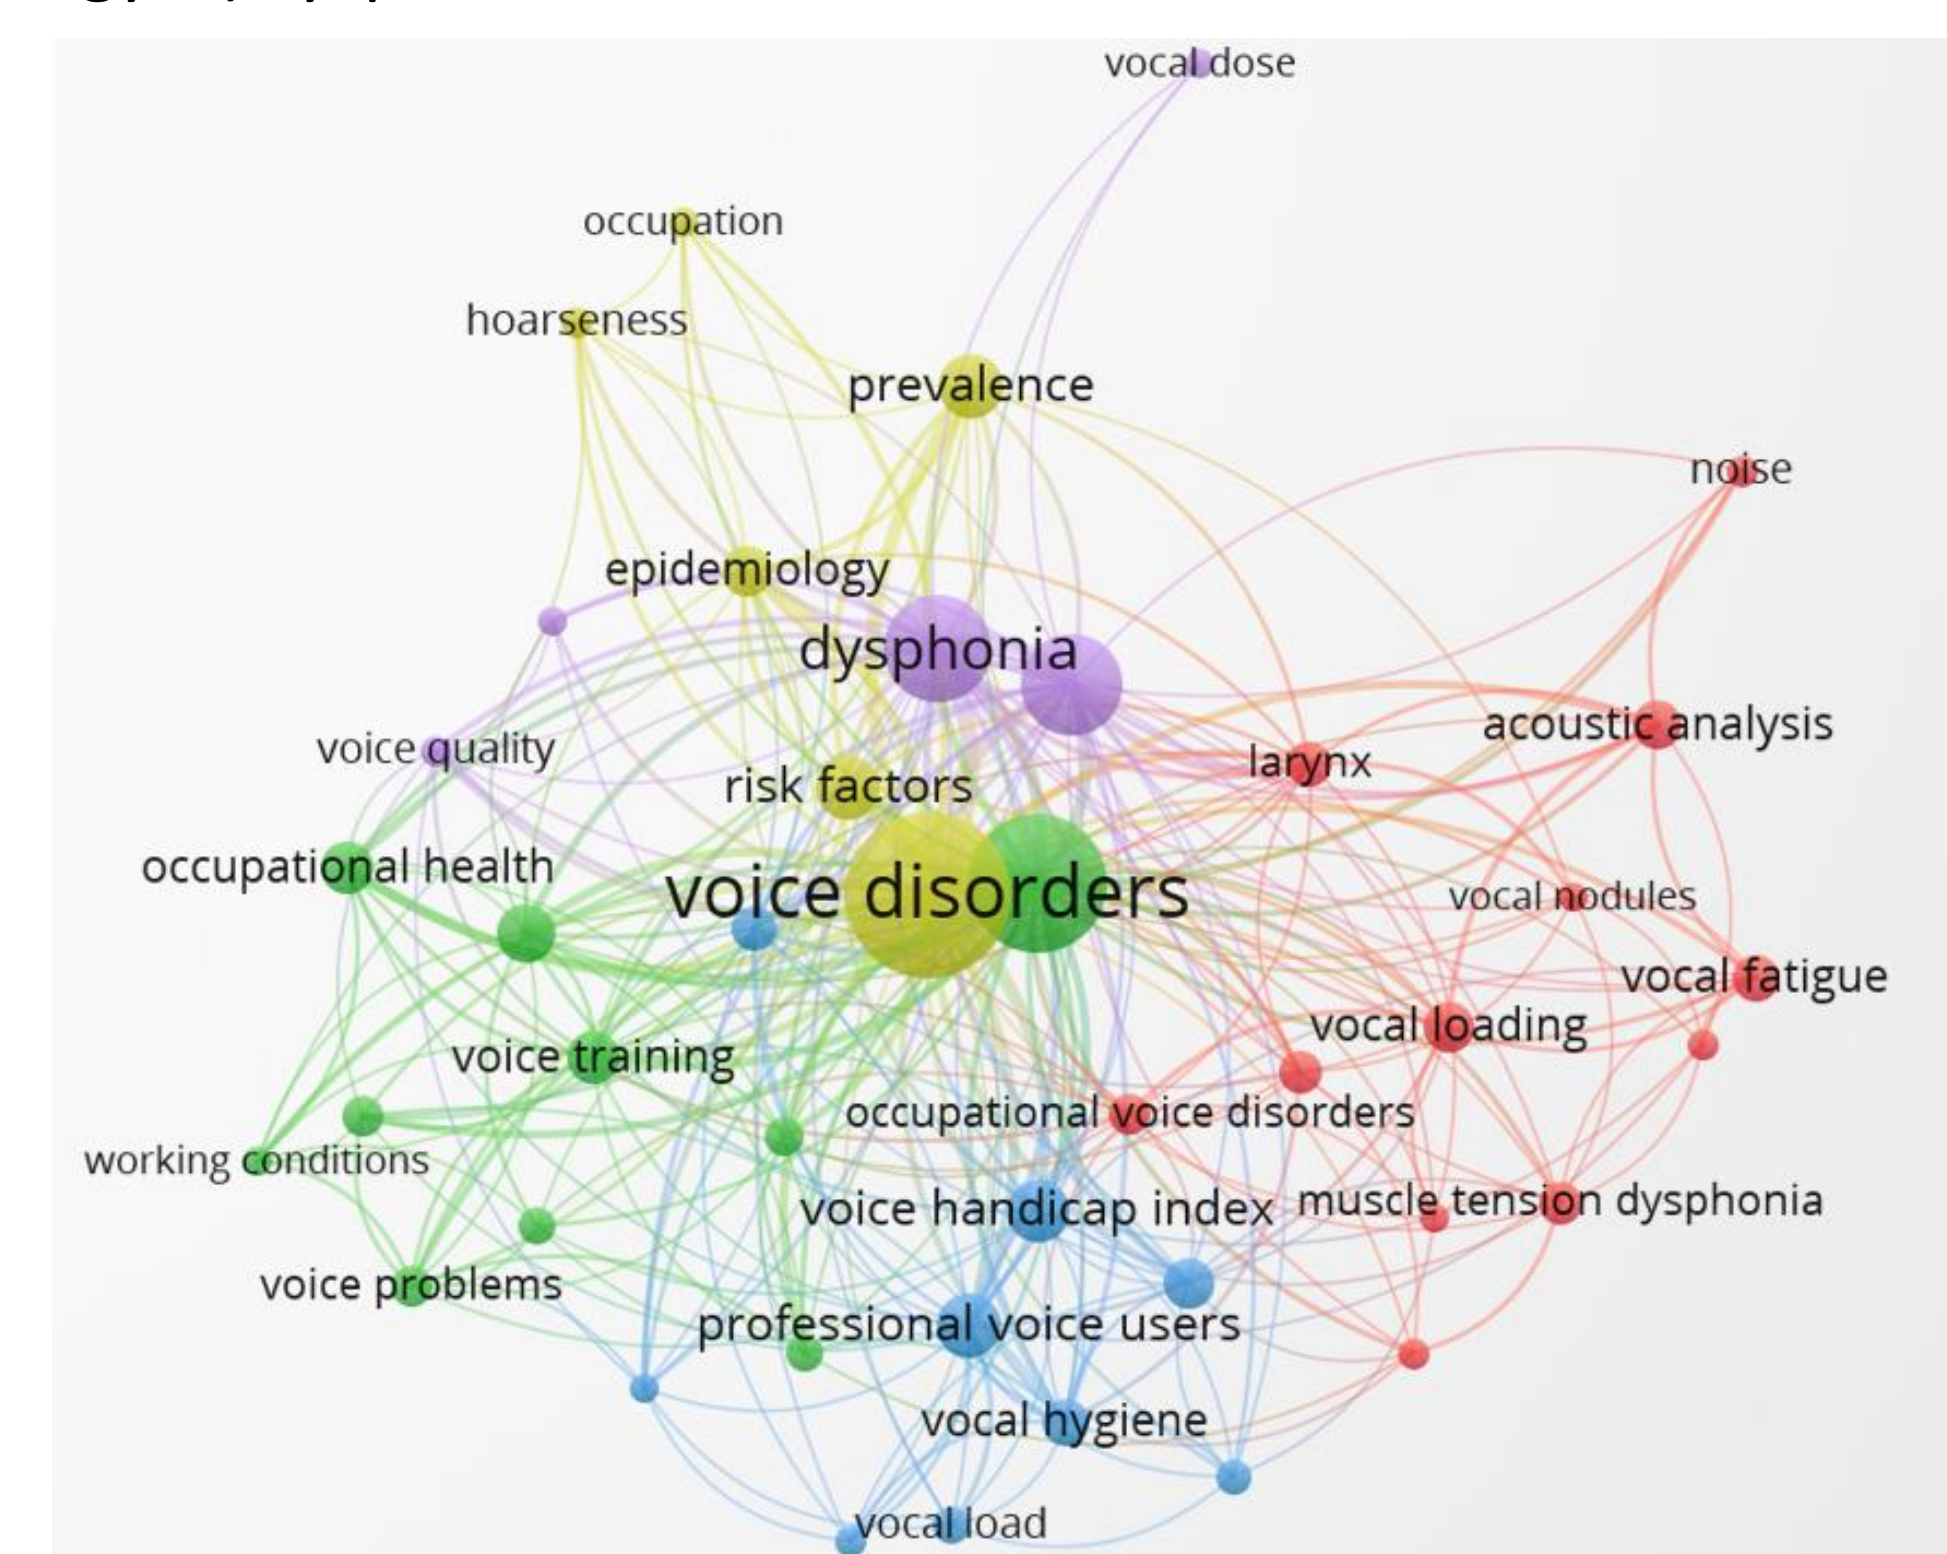 vocal dose
occupation
hoarseness
prevalence
noise
epidemiology
dysphonia
acoustic analysis
voice quality
larynx
risk factors
occupational health
voice disorders
vocal nodules
vocal fatigue
vocal loading
voice training
occupational voice disorders
working conditions
voice handicap index
muscle tension dysphonia
voice problems
professional voice users
vocal hygiene
vocal load